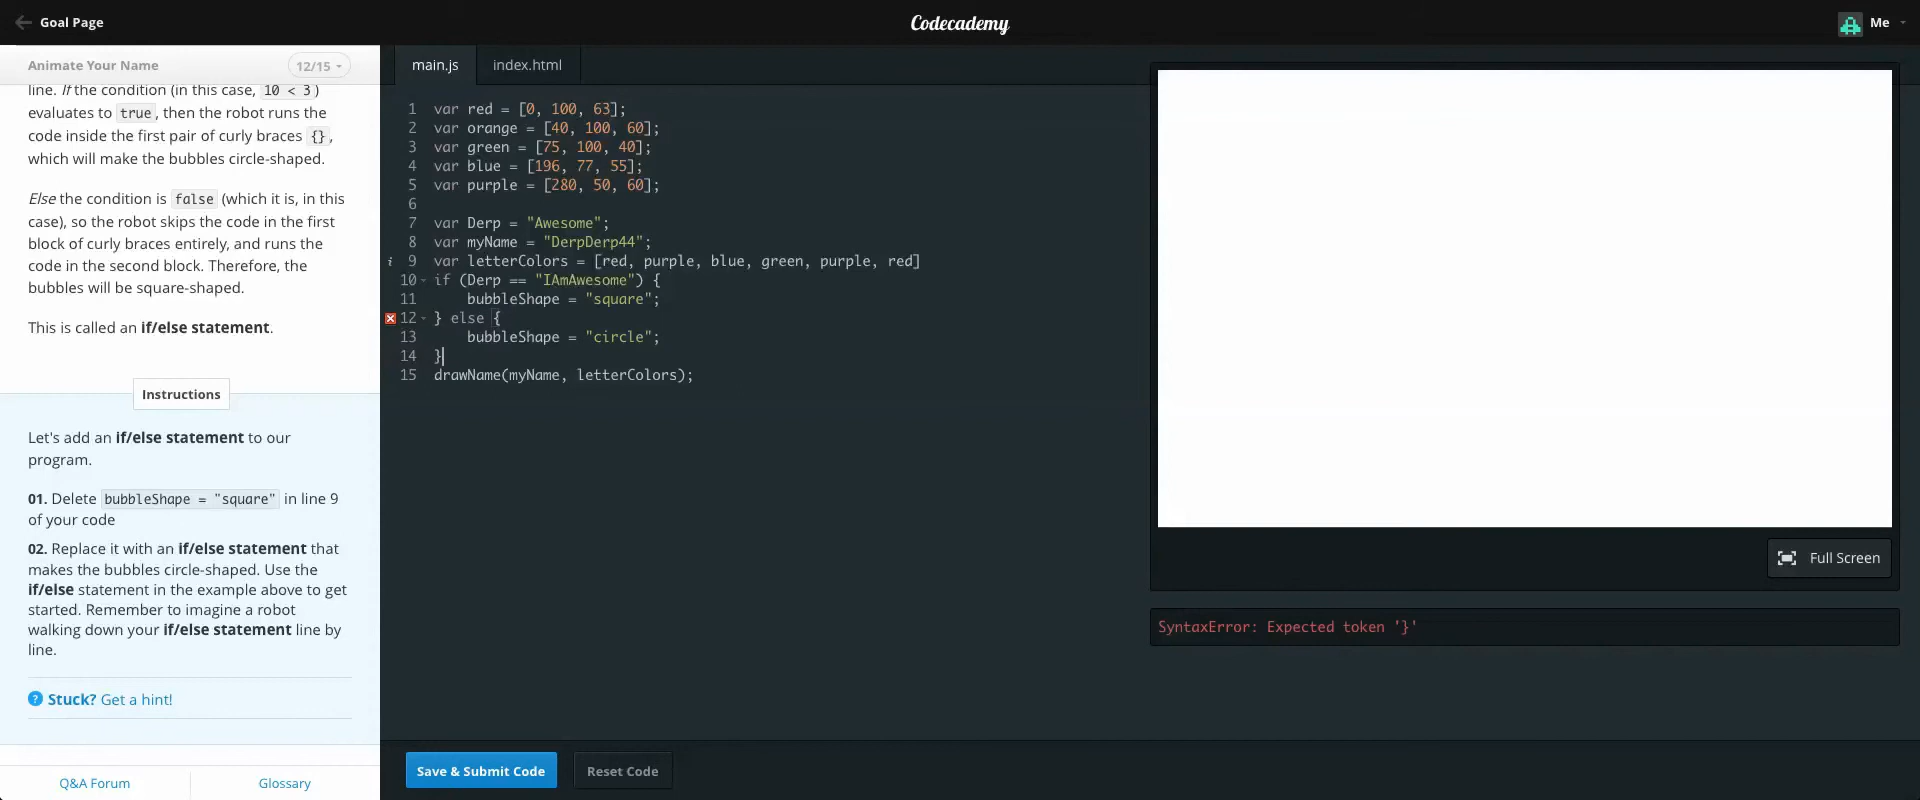 Goal Page
Codecademy
Me
Animate Your Name
12/15
line. If the condition (in this case, 10 < 3)
evaluates to true, then the robot runs the
code inside the first pair of curly braces {},
which will make the bubbles circle-shaped.
Else the condition is false (which it is, in this
case), so the robot skips the code in the first
block of curly braces entirely, and runs the
code in the second block. Therefore, the
bubbles will be square-shaped.
This is called an if/else statement.
Instructions
Let's add an if/else statement to our
program.
01. Delete bubbleShape = "square" in line 9
of your code
02. Replace it with an if/else statement that
makes the bubbles circle-shaped. Use the
if/else statement in the example above to get
started. Remember to imagine a robot
walking down your if/else statement line by
line.
? Stuck? Get a hint!
Q&A Forum
Glossary
main.js
index.html
1 var red = [0, 100, 63];
2 var orange = [40, 100, 60];
3 var green = [75, 100, 40];
4 var blue = [196, 77, 55];
5 var purple = [280, 50, 60];
6
7 var Derp = "Awesome";
8 var myName = "DerpDerp44";
i 9 var letterColors = [red, purple, blue, green, purple, red]
10 if (Derp == "IAmAwesome") {
11 bubbleShape = "square";
12 } else {
13 bubbleShape = "circle";
14 }
15 drawName(myName, letterColors);
Full Screen
SyntaxError: Expected token '}'
Save & Submit Code
Reset Code